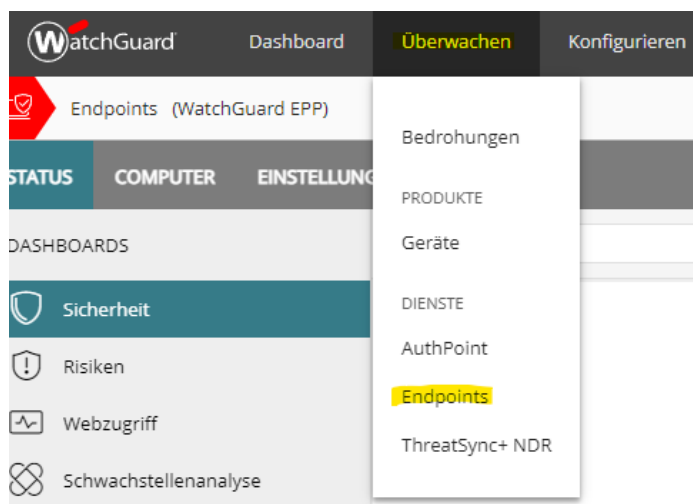 WatchGuard Dashboard Überwachen Konfigurieren
Endpoints (WatchGuard EPP)
Bedrohungen
STATUS COMPUTER EINSTELLUNG
PRODUKTE
DASHBOARDS
Geräte
DIENSTE
Sicherheit
AuthPoint
Risiken
Endpoints
Webzugriff
ThreatSync+ NDR
Schwachstellenanalyse